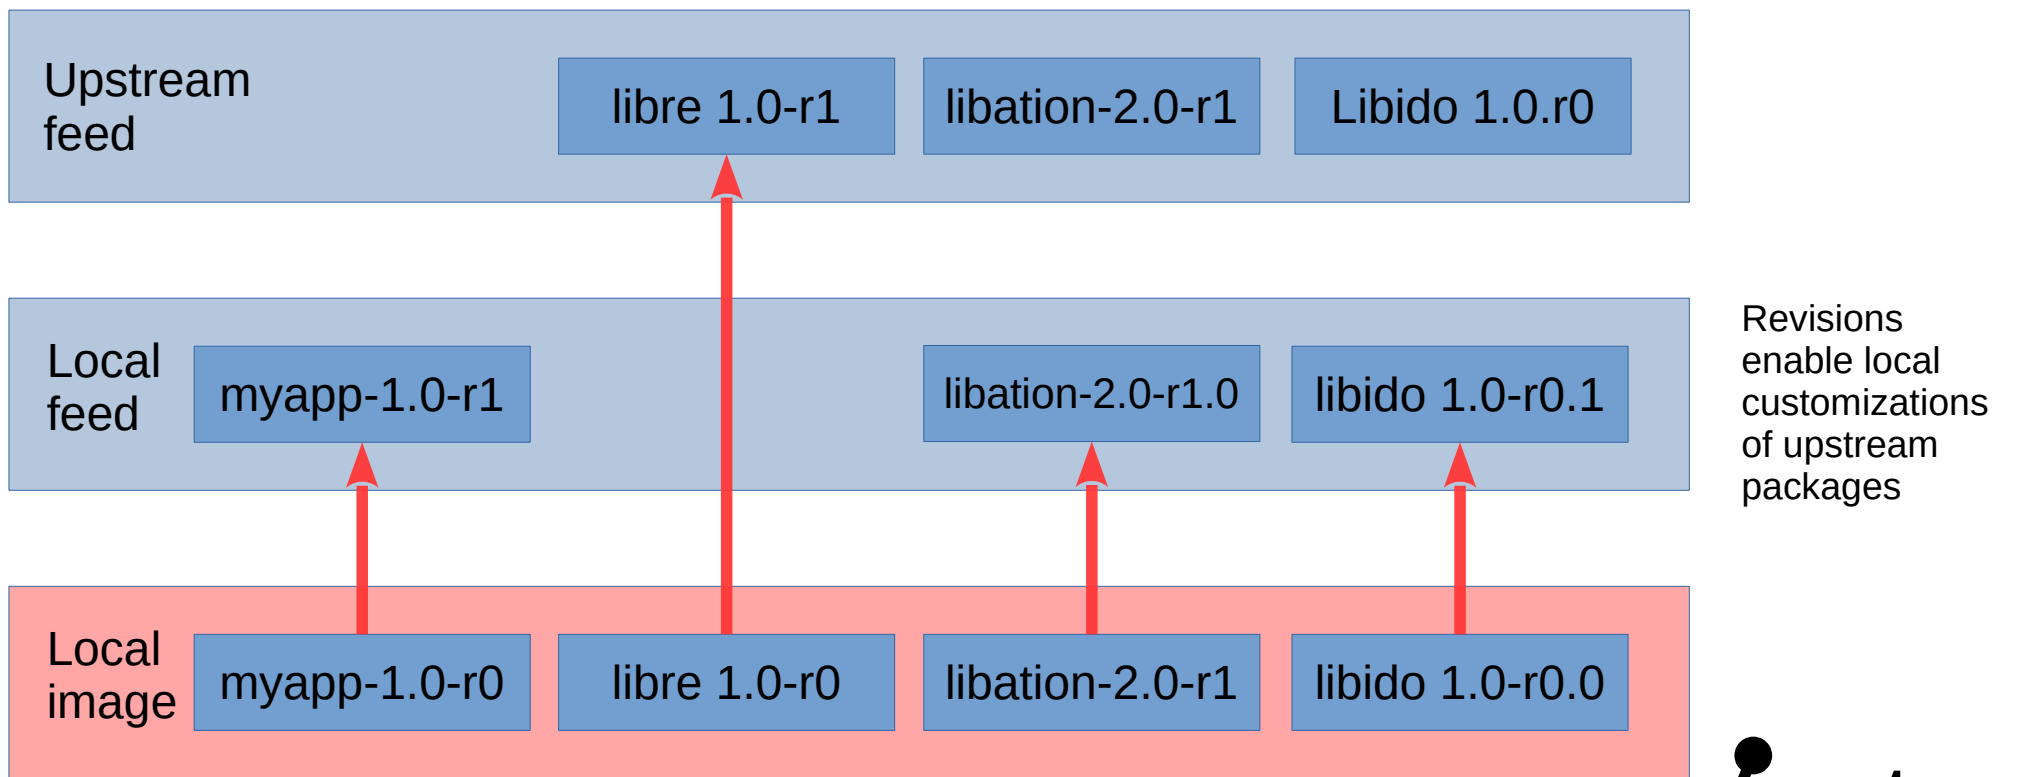 Upstream
feed
libre 1.0-r1
libation-2.0-r1
Libido 1.0.r0
Local
feed
myapp-1.0-r1
libation-2.0-r1.0
libido 1.0-r0.1
Revisions
enable local
customizations
of upstream
packages
Local
image
myapp-1.0-r0
libre 1.0-r0
libation-2.0-r1
libido 1.0-r0.0